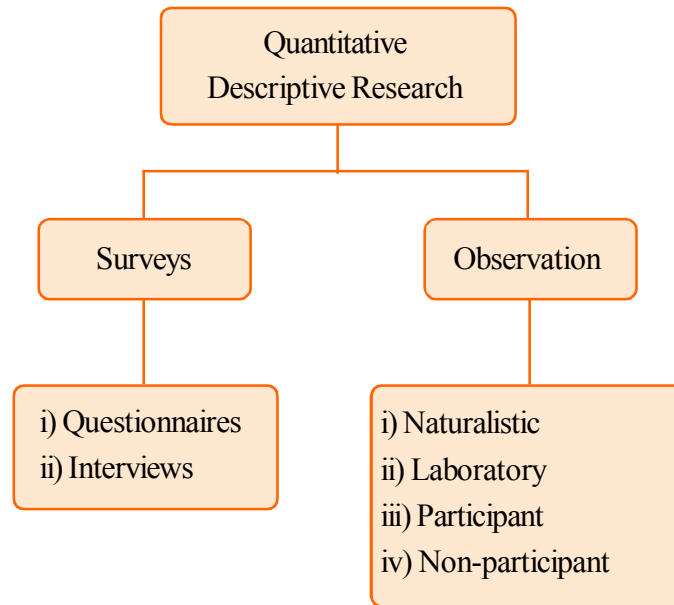 Quantitative
Descriptive Research
Surveys
Observation
i) Questionnaires
ii) Interviews
i) Naturalistic
ii) Laboratory
iii) Participant
iv) Non-participant